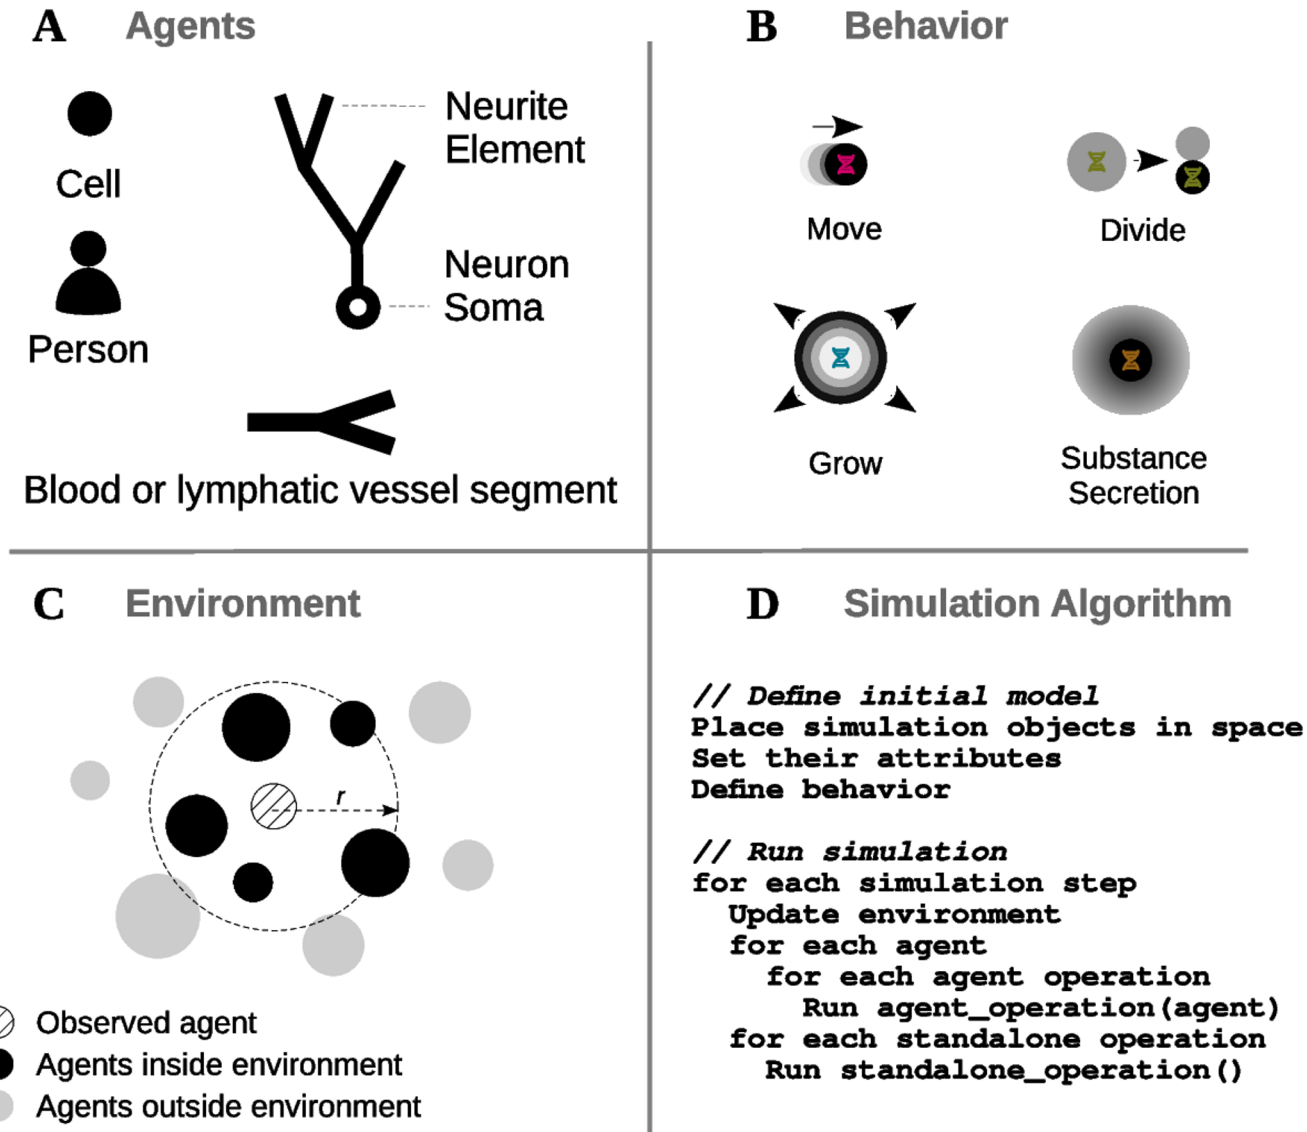 A Agents
Cell
Person
Neurite
Element
Neuron
Soma
Blood or lymphatic vessel segment
B Behavior
Move
Divide
Grow
Substance
Secretion
C Environment
r
Observed agent
Agents inside environment
Agents outside environment
D Simulation Algorithm
// Define initial model
Place simulation objects in space
Set their attributes
Define behavior
// Run simulation
for each simulation step
Update environment
for each agent
for each agent operation
Run agent_operation(agent)
for each standalone operation
Run standalone_operation()